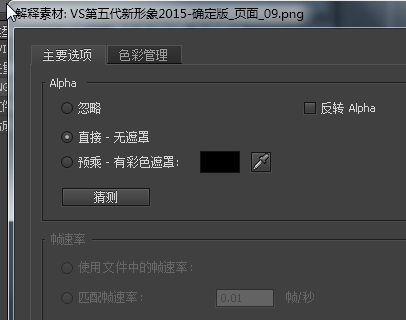 解释素材: VS第五代新形象2015-确定版_页面_09.png
主要选项 色彩管理
Alpha
忽略 反转 Alpha
直接 - 无遮罩
预乘 - 有彩色遮罩:
猜测
帧速率
使用文件中的帧速率:
匹配帧速率: 0.01 帧/秒